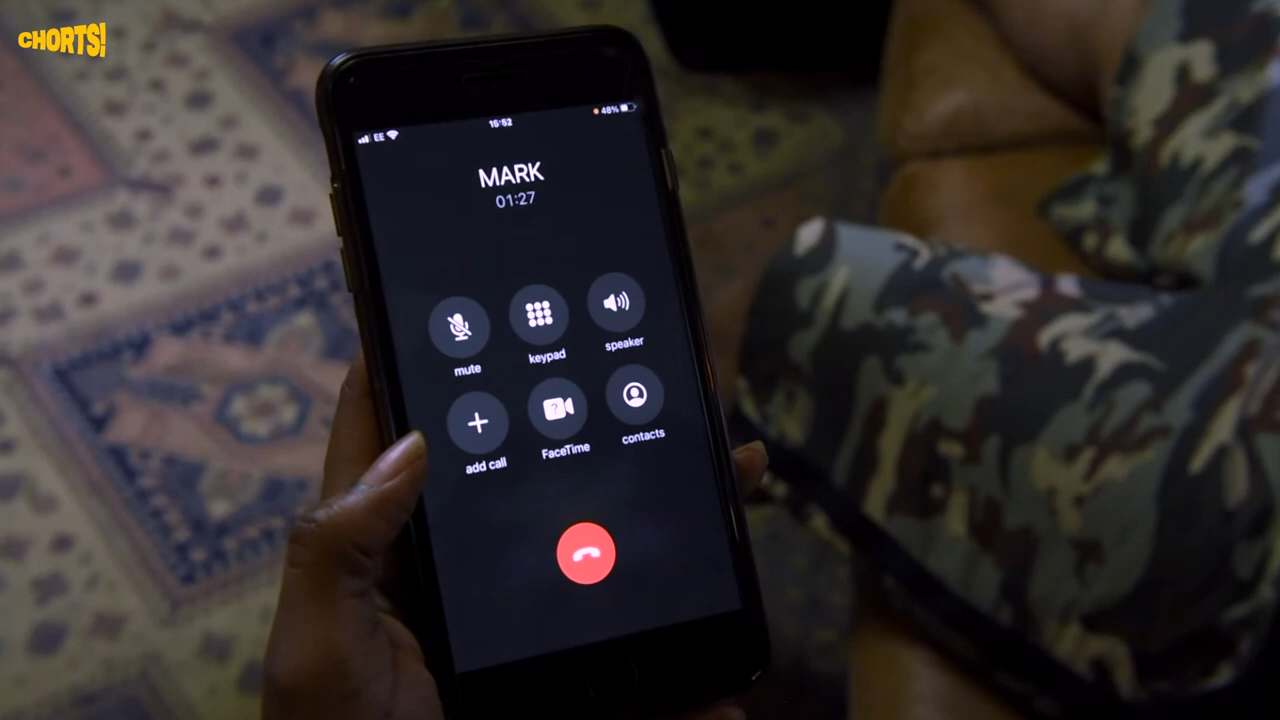 CHORTS!
EE
15:52
48%
MARK
01:27
mute
keypad
speaker
add call
?
FaceTime
contacts